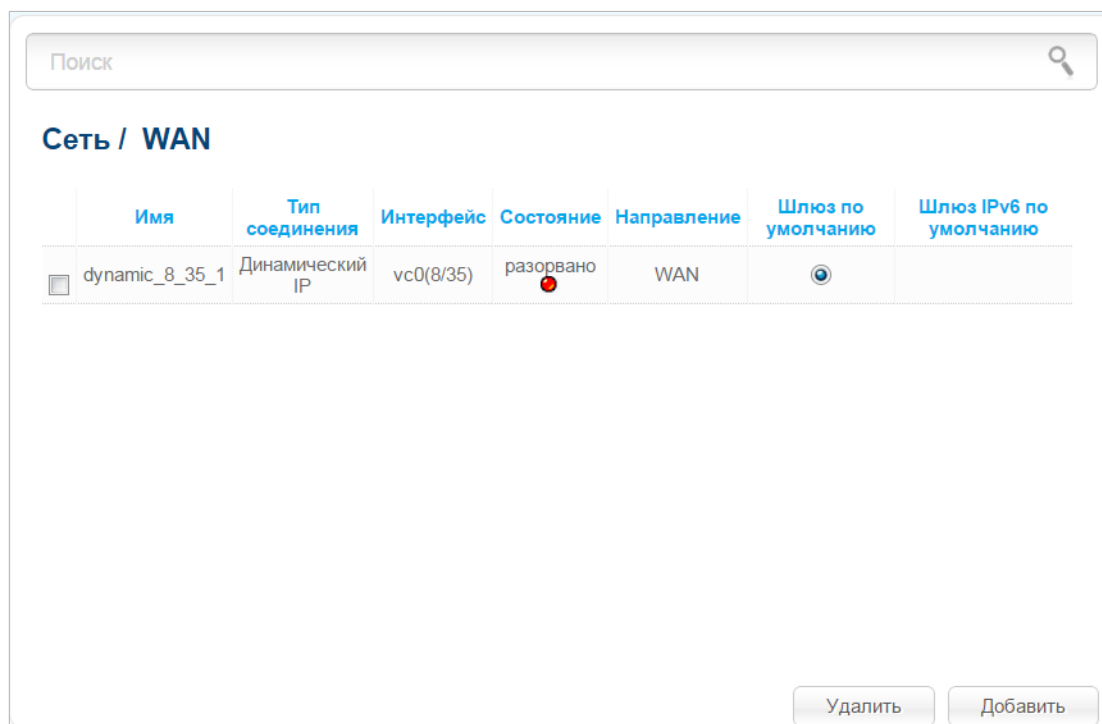 Поиск
Сеть / WAN
Имя
Тип соединения
Интерфейс
Состояние
Направление
Шлюз по умолчанию
Шлюз IPv6 по умолчанию
dynamic_8_35_1
Динамический IP
vc0(8/35)
разорвано
WAN
Удалить
Добавить